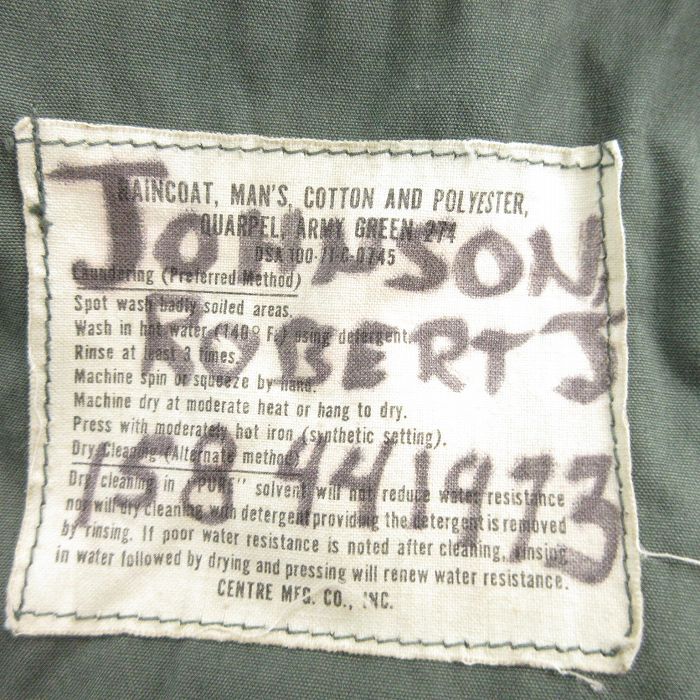 RAINCOAT, MAN'S, COTTON AND POLYESTER,
QUARPEL, ARMY GREEN 274
DSA 100-71-C-0745
JOHNSON,
Laundering (Preferred Method)
Spot wash badly soiled areas.
Wash in hot water (140° F.) using detergent.
ROBERT J
Rinse at least 3 times.
Machine spin or squeeze by hand.
Machine dry at moderate heat or hang to dry.
Press with moderately hot iron (synthetic setting).
Dry Cleaning (Alternate method)
158 44 1973
Dry cleaning in "PURE" solvent will not reduce water resistance
nor will dry cleaning with detergent providing the detergent is removed
by rinsing. If poor water resistance is noted after cleaning, rinsing
in water followed by drying and pressing will renew water resistance.
CENTRE MFG. CO., INC.